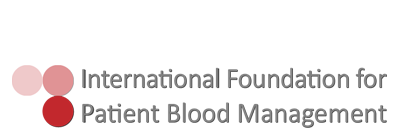 International Foundation for
Patient Blood Management